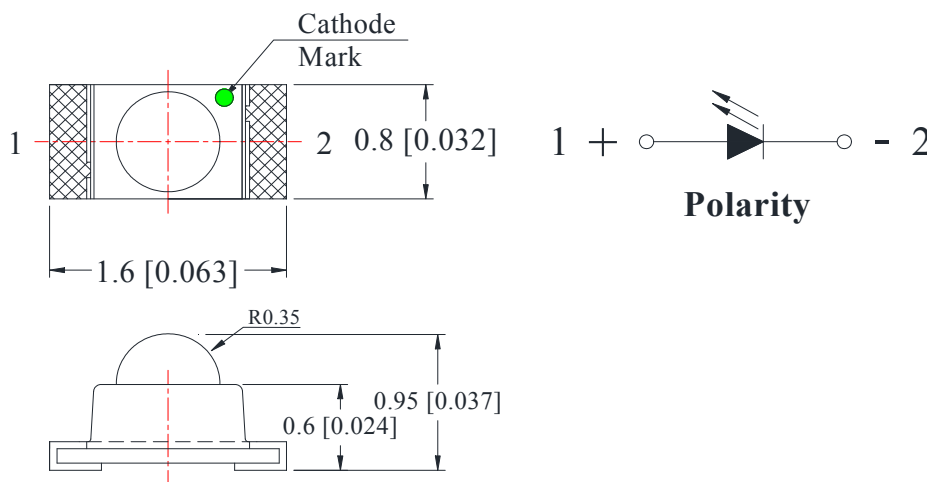 Cathode
Mark
1
2
0.8 [0.032]
1 + - 2
Polarity
1.6 [0.063]
R0.35
0.95 [0.037]
0.6 [0.024]